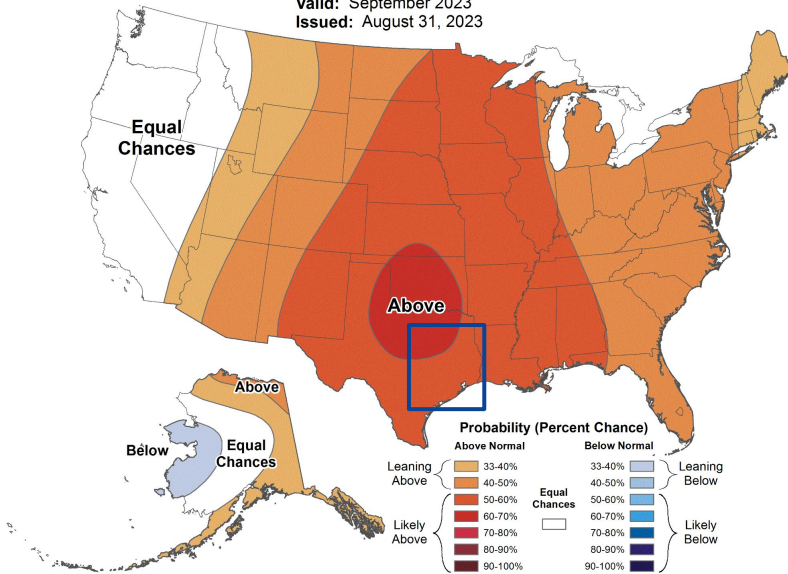 Valid: September 2023
Issued: August 31, 2023
Equal
Chances
Above
Above
Below
Equal
Chances
Probability (Percent Chance)
Above Normal
Below Normal
Leaning
Above
33-40%
40-50%
Likely
Above
50-60%
60-70%
70-80%
80-90%
90-100%
Equal
Chances
33-40%
40-50%
Leaning
Below
50-60%
60-70%
70-80%
80-90%
90-100%
Likely
Below